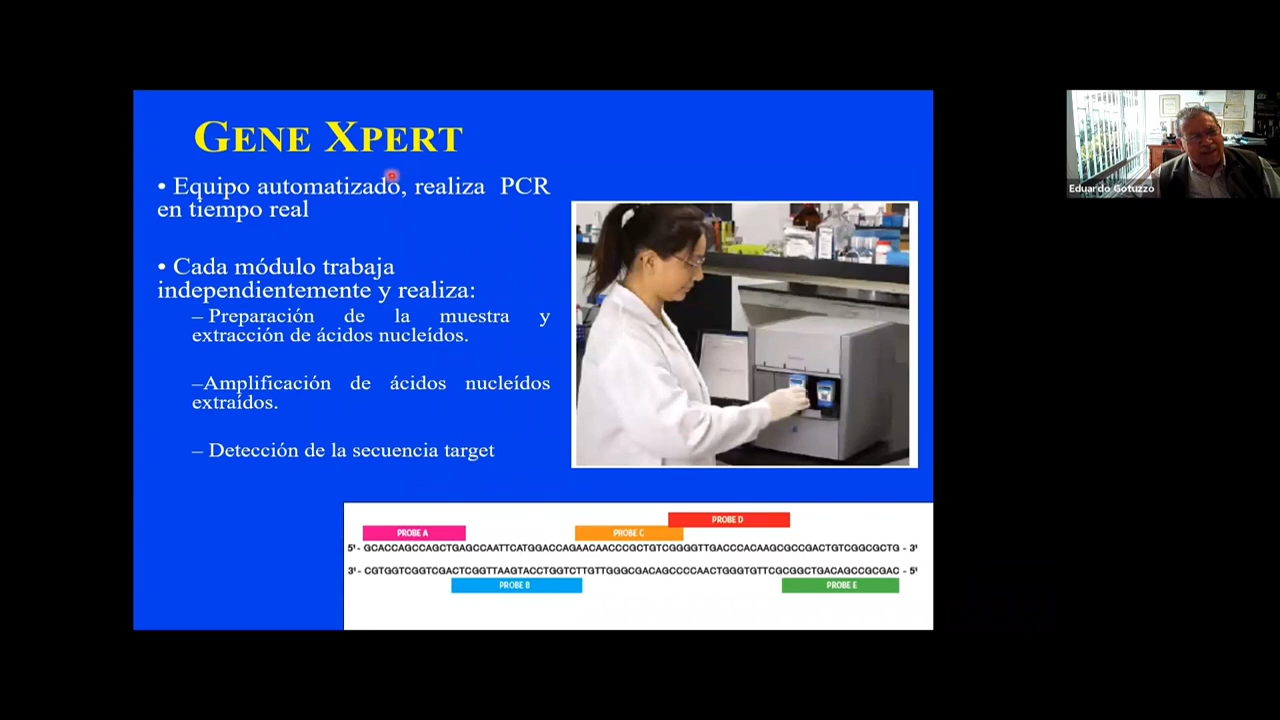 GENE XPERT
• Equipo automatizado, realiza PCR
en tiempo real
• Cada módulo trabaja
independientemente y realiza:
– Preparación de la muestra y
extracción de ácidos nucleídos.
–Amplificación de ácidos nucleídos
extraídos.
– Detección de la secuencia target
PROBE D
PROBE A PROBE C
5' - GCACCAGCCAGCTGAGCCAATTCATGGACCAGAACAACCCGCTGTCGGGGTTGACCCACAAGCGCCGACTGTCGGCGCTG - 3'
3' - CGTGGTCGGTCGACTCGGTTAAGTACCTGGTCTTGTTGGGCGACAGCCCCAACTGGGTGTTCGCGGCTGACAGCCGCGAC - 5'
PROBE B PROBE E
Eduardo Gotuzzo